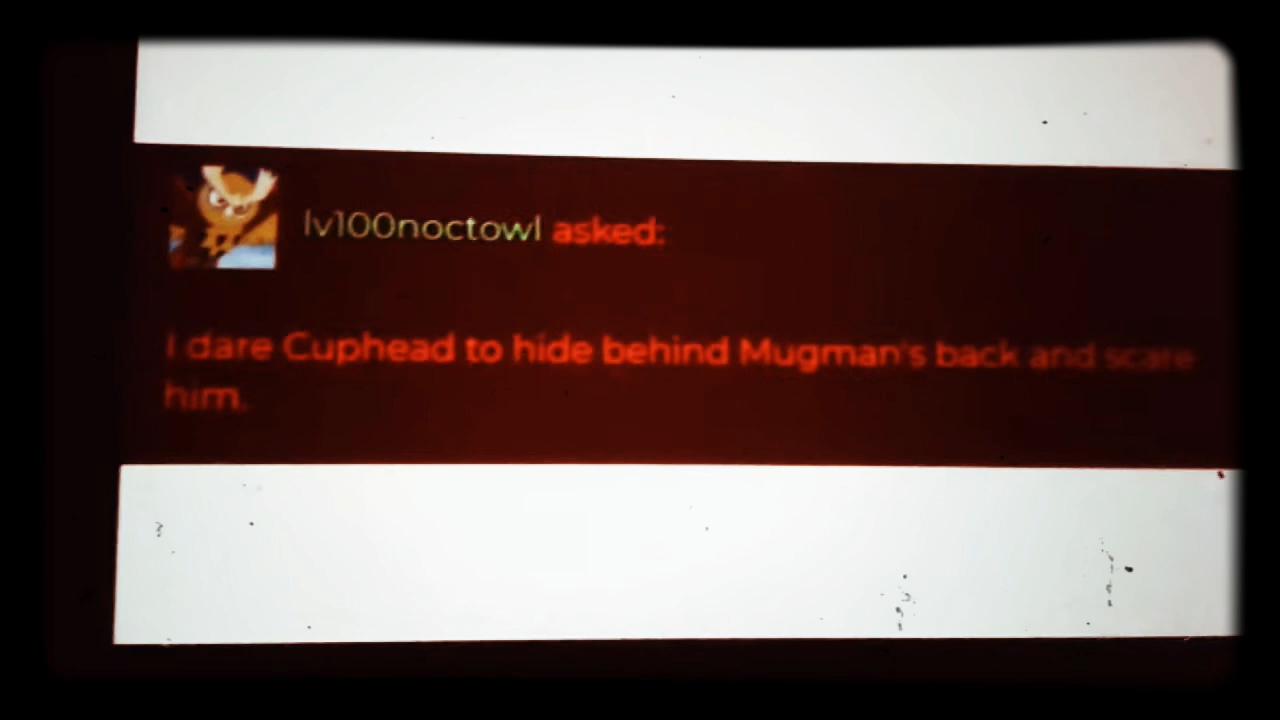 lv100noctowl asked:
I dare Cuphead to hide behind Mugman's back and scare
him.